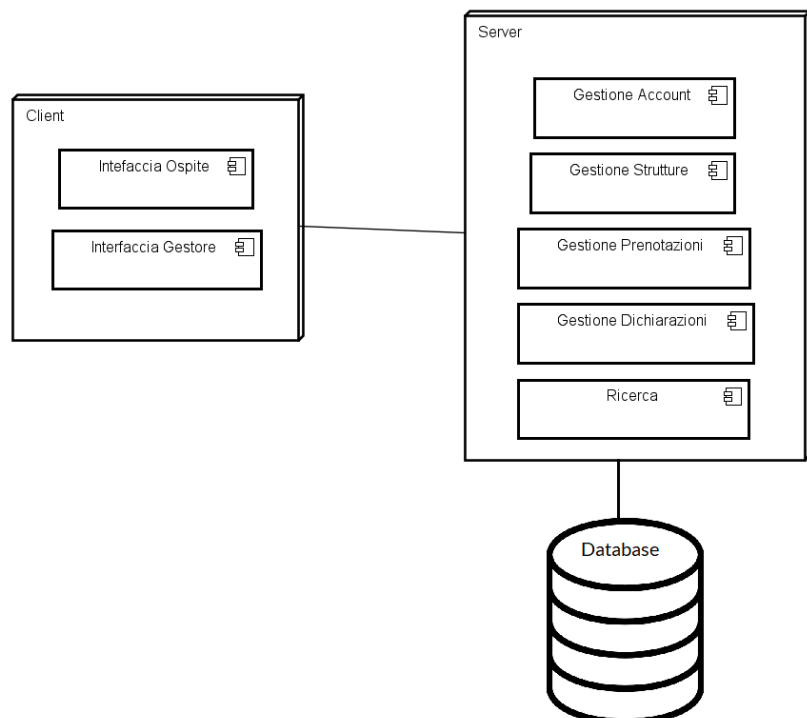 Server
Client
Gestione Account
Intefaccia Ospite
Gestione Strutture
Interfaccia Gestore
Gestione Prenotazioni
Gestione Dichiarazioni
Ricerca
Database